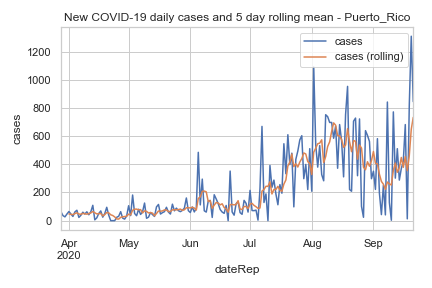 New COVID-19 daily cases and 5 day rolling mean - Puerto_Rico
cases
cases (rolling)
1200
1000
800
600
400
200
0
cases
Apr
2020
May
Jun
Jul
Aug
Sep
dateRep